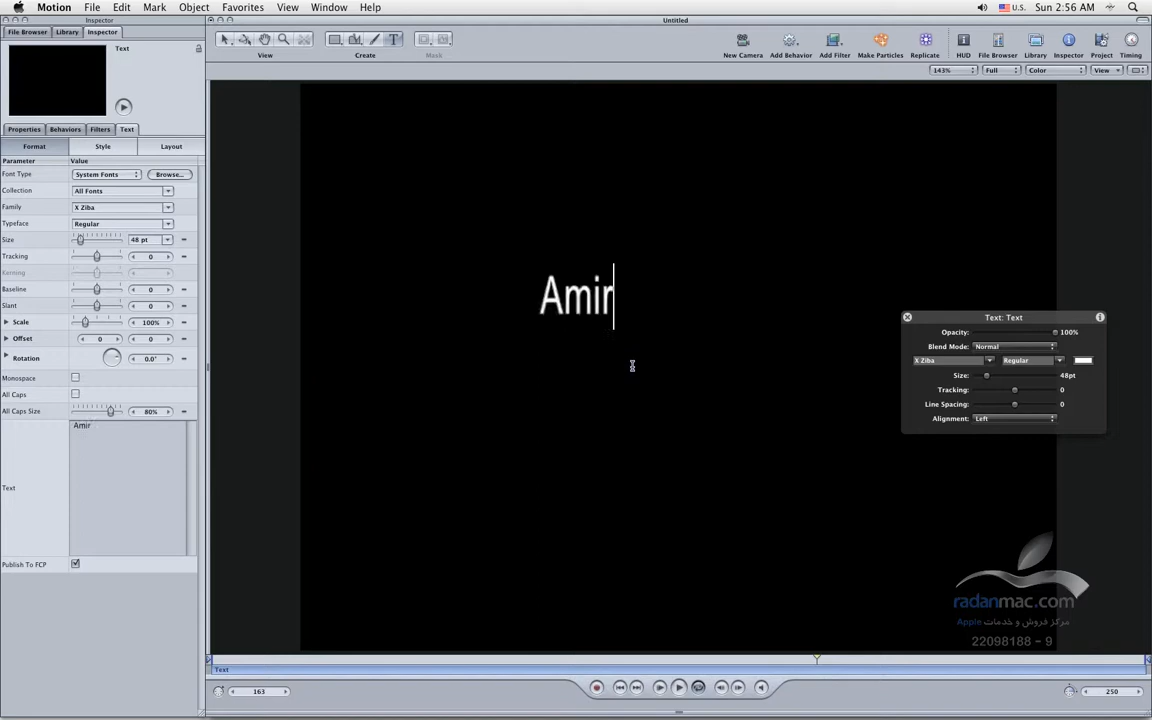 Motion File Edit Mark Object Favorites View Window Help
U.S. Sun 2:56 AM
Inspector
Untitled
File Browser Library Inspector
Text
View
Create
Mask
New Camera Add Behavior Add Filter Make Particles Replicate HUD File Browser Library Inspector Project Timing
143% Full Color View
Properties Behaviors Filters Text
Format Style Layout
Parameter Value
Font Type System Fonts Browse...
Collection All Fonts
Family X Ziba
Typeface Regular
Size 48 pt
Tracking 0
Kerning
Baseline 0
Slant 0
Scale 100%
Offset 0 0
Rotation 0.0°
Monospace
All Caps
All Caps Size 80%
Text Amir
Publish To FCP
Amir
Text: Text
Opacity: 100%
Blend Mode: Normal
X Ziba Regular
Size: 48pt
Tracking: 0
Line Spacing: 0
Alignment: Left
radanmac.com
مرکز فروش و خدمات Apple
22098188 - 9
Text
163
250